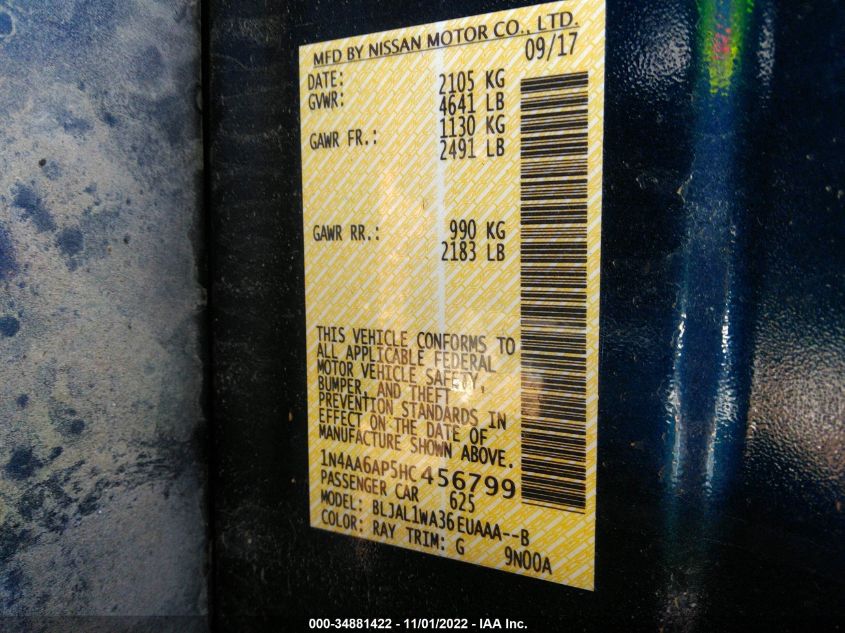 MFD BY NISSAN MOTOR CO., LTD.
DATE: 09/17
GVWR: 2105 KG
4641 LB
GAWR FR.: 1130 KG
2491 LB
GAWR RR.: 990 KG
2183 LB
THIS VEHICLE CONFORMS TO
ALL APPLICABLE FEDERAL
MOTOR VEHICLE SAFETY,
BUMPER, AND THEFT
PREVENTION STANDARDS IN
EFFECT ON THE DATE OF
MANUFACTURE SHOWN ABOVE.
1N4AA6AP5HC456799
PASSENGER CAR 625
MODEL: BLJAL1WA36EUAAA--B
COLOR: RAY TRIM: G 9N00A
000-34881422 - 11/01/2022 - IAA Inc.